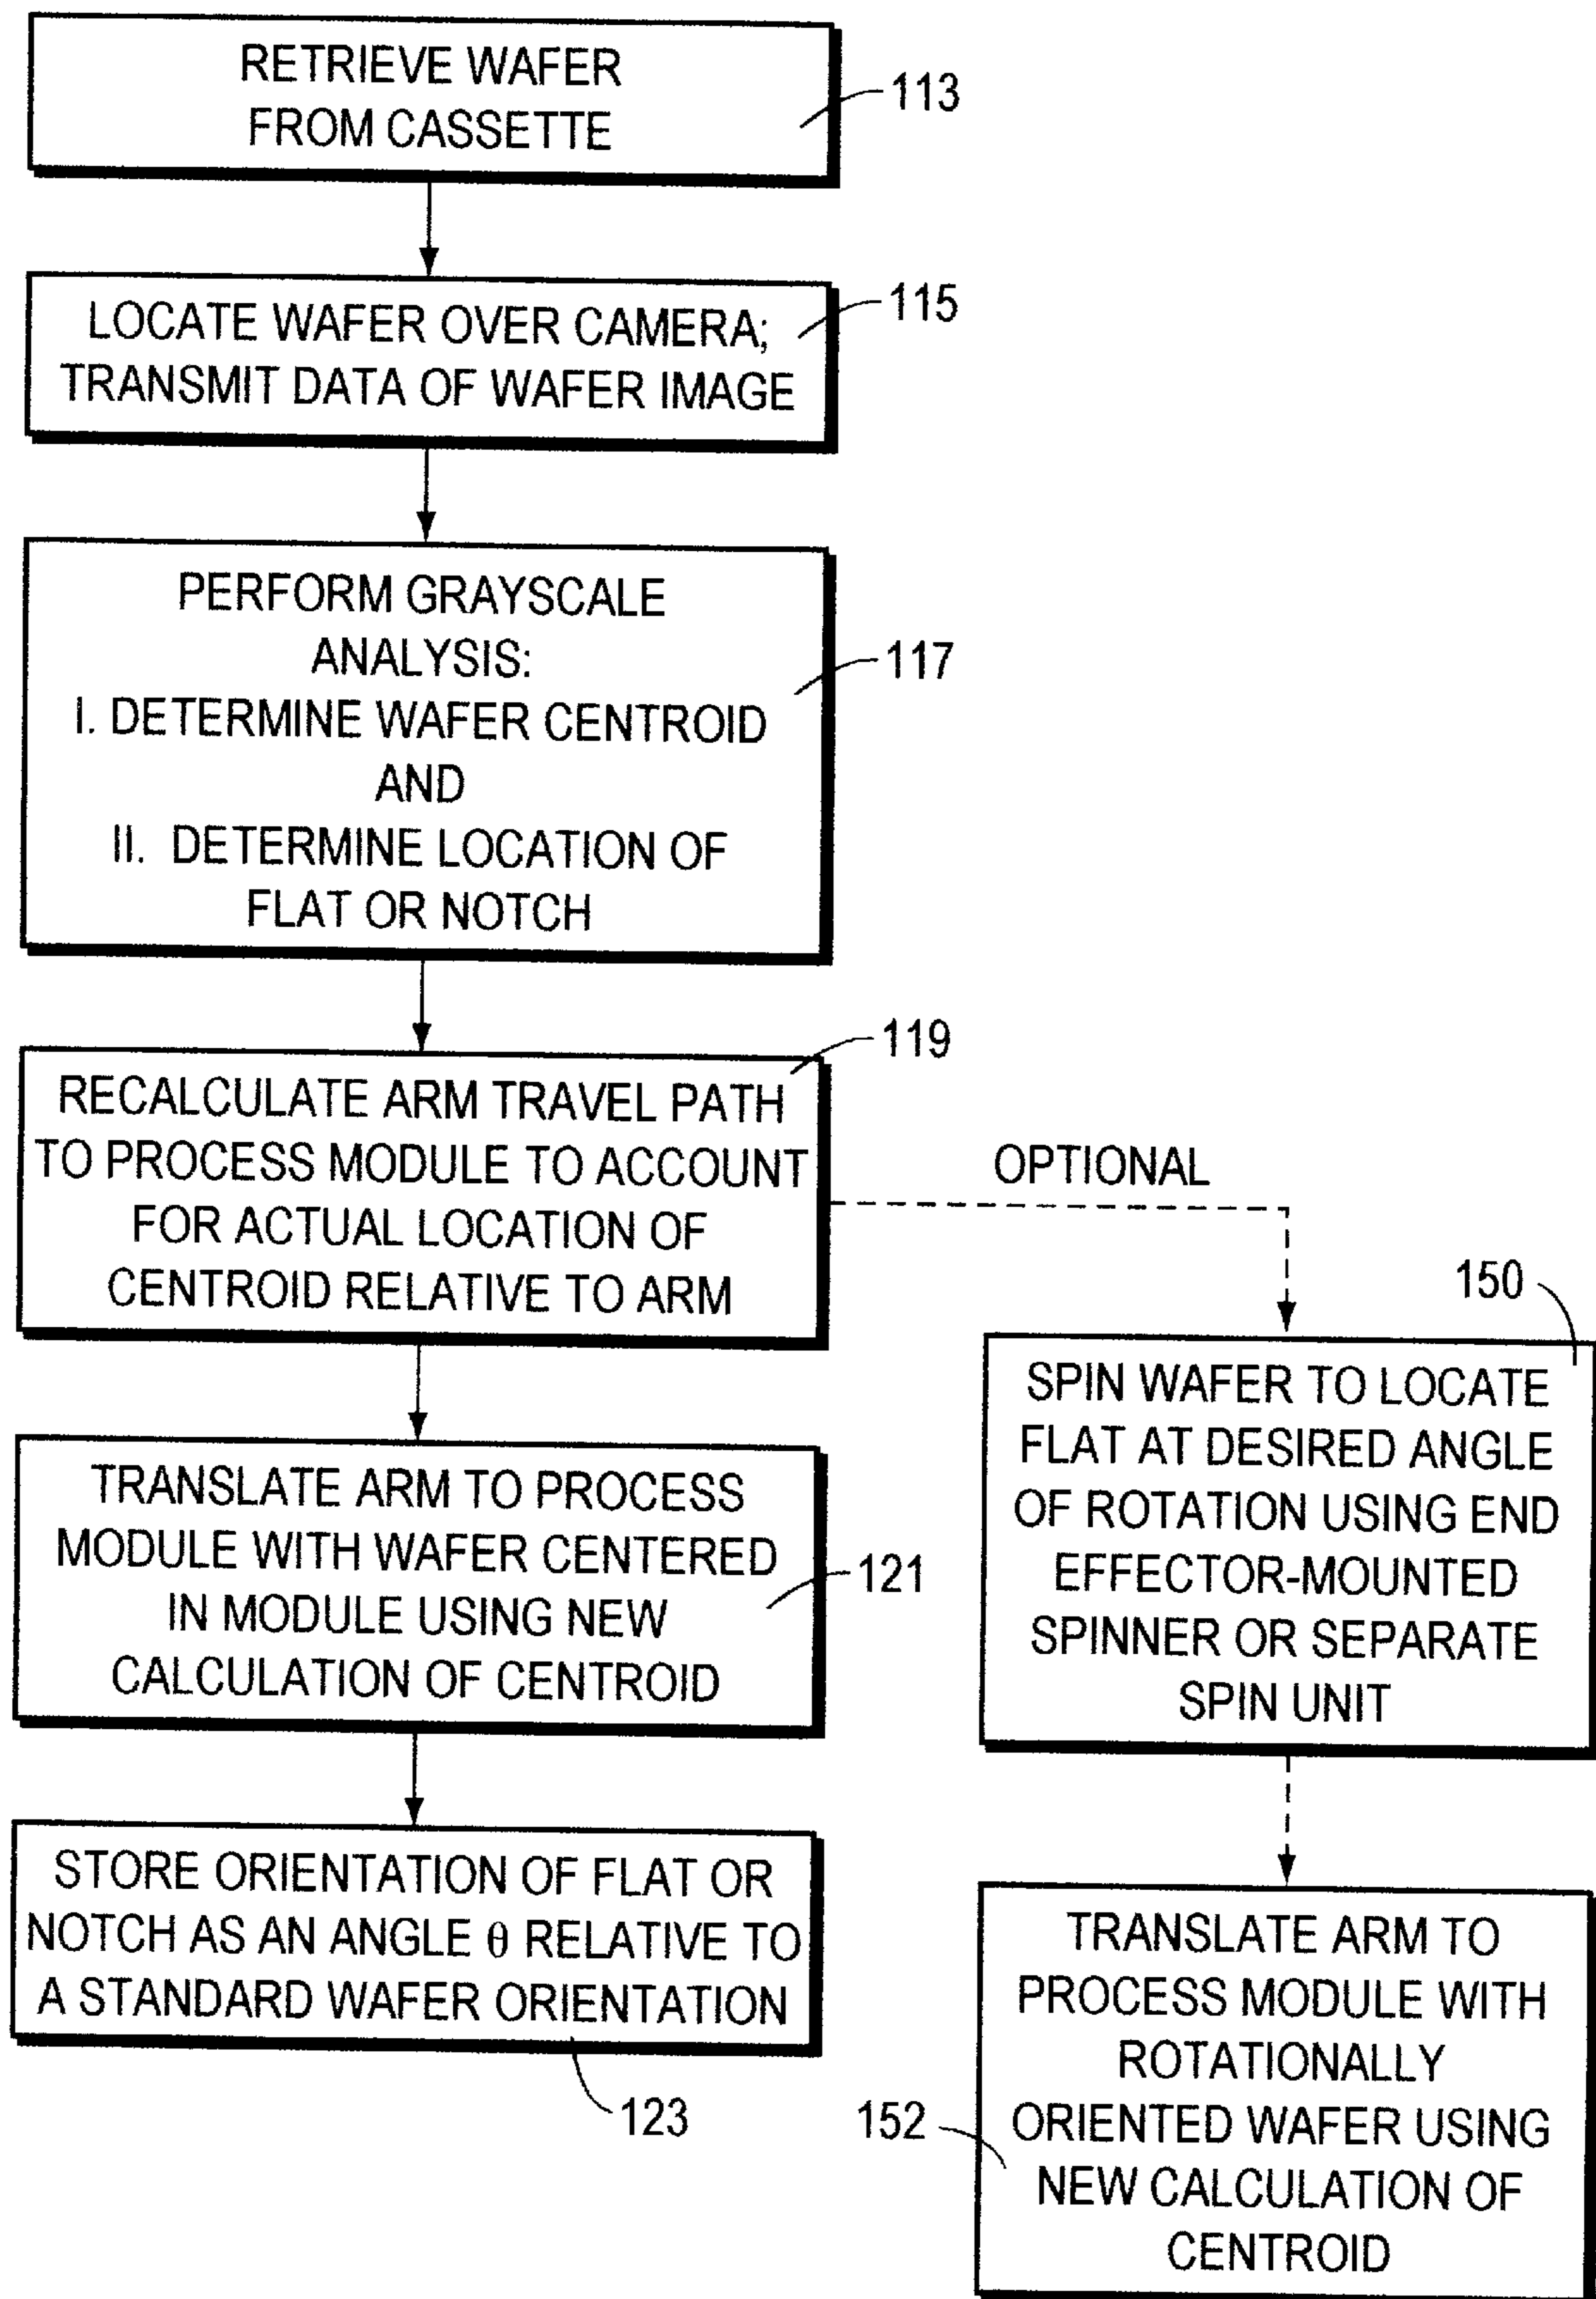 RETRIEVE WAFER
FROM CASSETTE
113
LOCATE WAFER OVER CAMERA;
TRANSMIT DATA OF WAFER IMAGE
115
PERFORM GRAYSCALE
ANALYSIS:
I. DETERMINE WAFER CENTROID
AND
II. DETERMINE LOCATION OF
FLAT OR NOTCH
117
RECALCULATE ARM TRAVEL PATH
TO PROCESS MODULE TO ACCOUNT
FOR ACTUAL LOCATION OF
CENTROID RELATIVE TO ARM
119
OPTIONAL
TRANSLATE ARM TO PROCESS
MODULE WITH WAFER CENTERED
IN MODULE USING NEW
CALCULATION OF CENTROID
121
STORE ORIENTATION OF FLAT OR
NOTCH AS AN ANGLE θ RELATIVE TO
A STANDARD WAFER ORIENTATION
123
150
SPIN WAFER TO LOCATE
FLAT AT DESIRED ANGLE
OF ROTATION USING END
EFFECTOR-MOUNTED
SPINNER OR SEPARATE
SPIN UNIT
TRANSLATE ARM TO
PROCESS MODULE WITH
ROTATIONALLY
ORIENTED WAFER USING
NEW CALCULATION OF
CENTROID
152